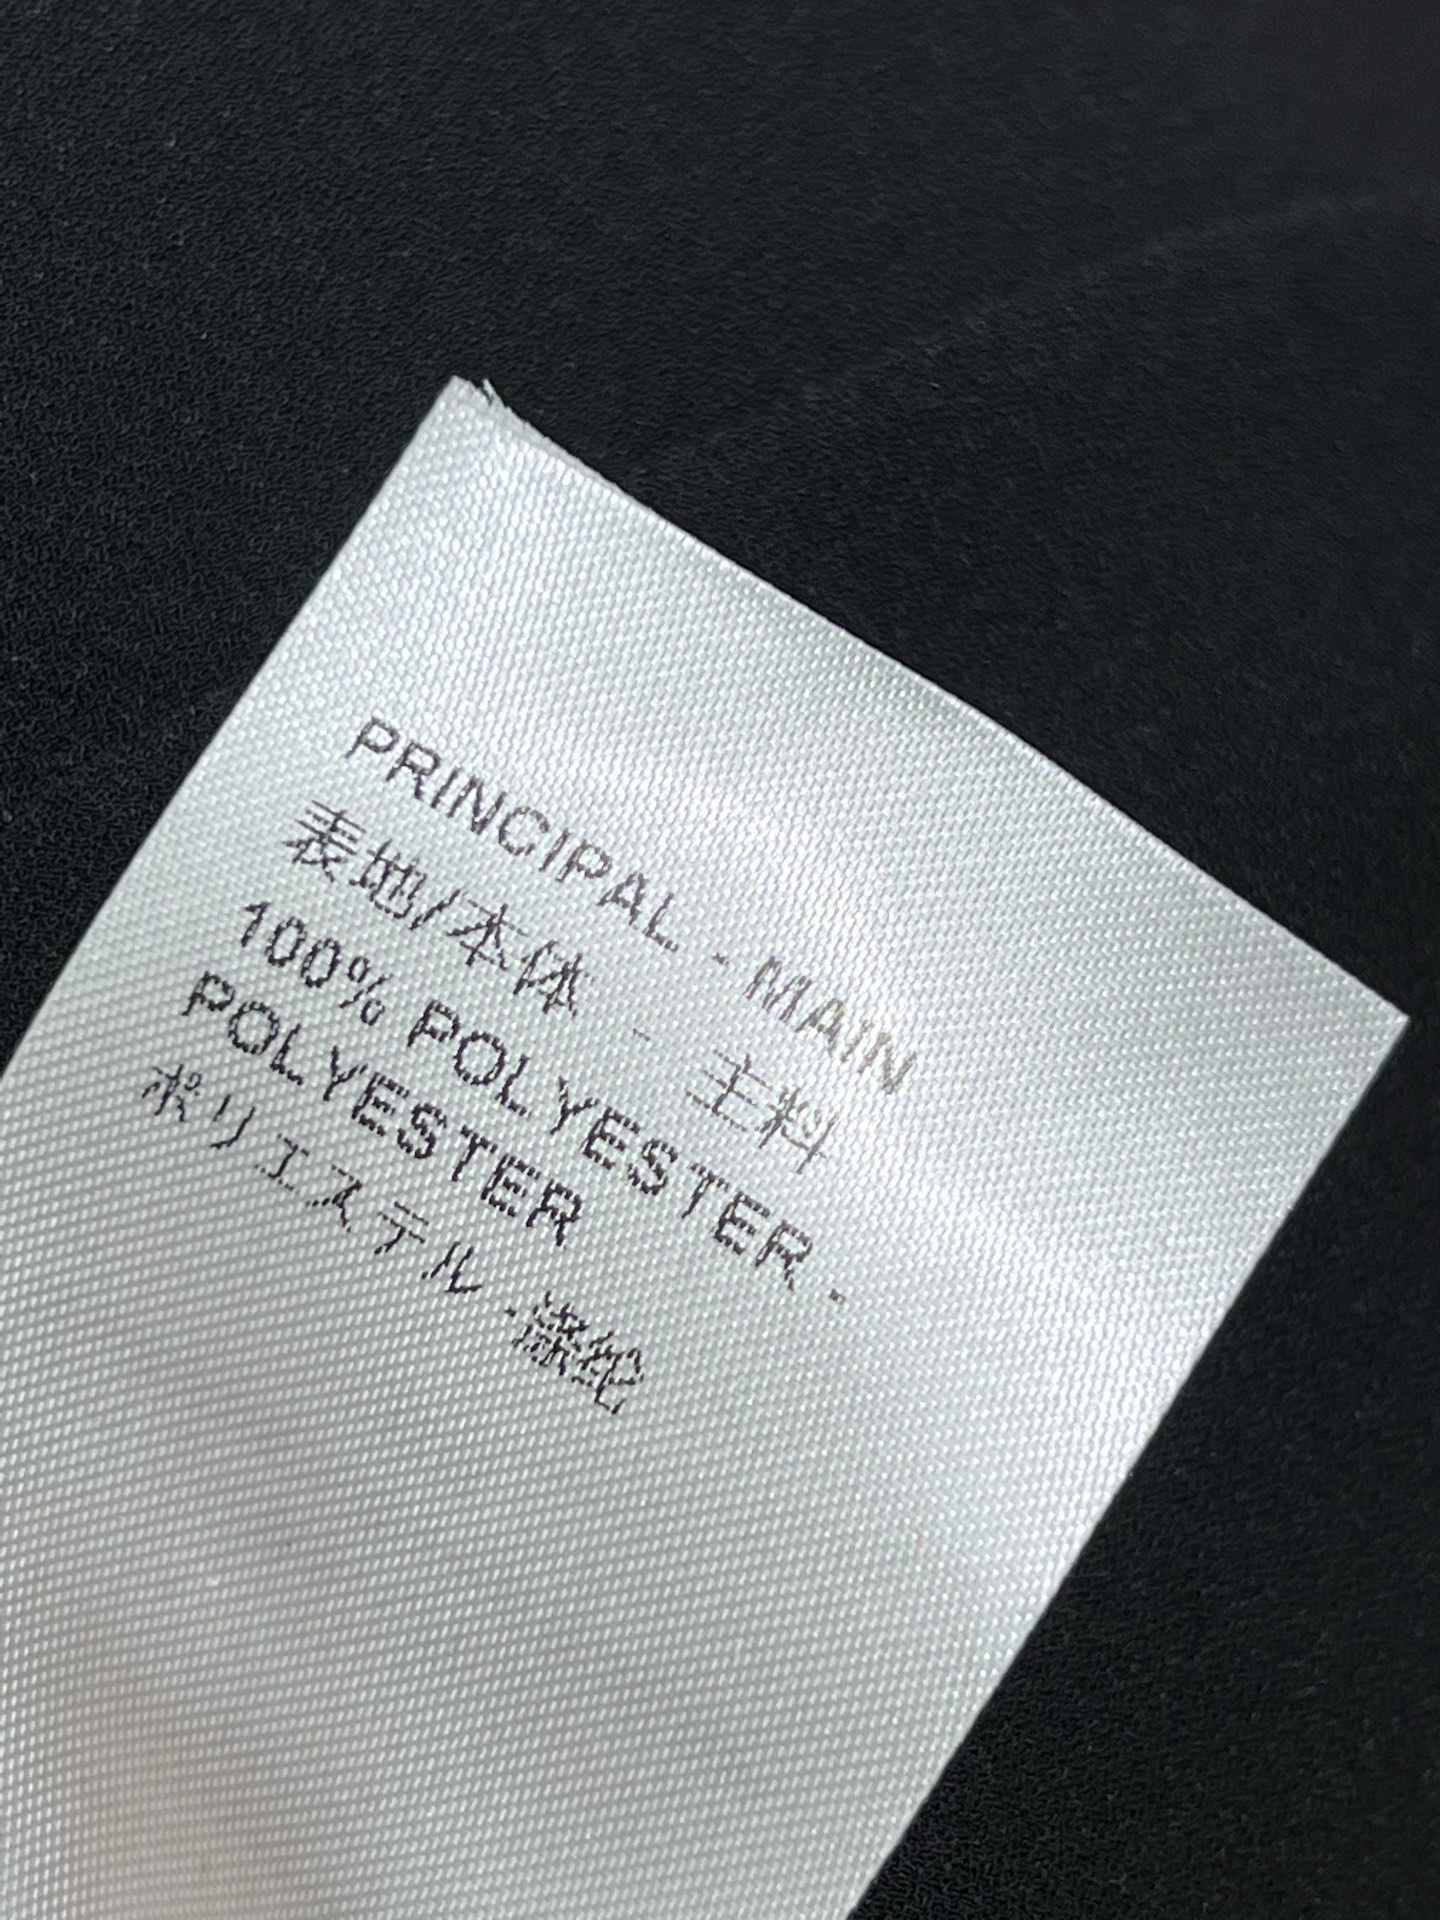 PRINCIPAL - MAIN
表地/本体 - 主料
100% POLYESTER -
POLYESTER
ポリエステル -涤纶